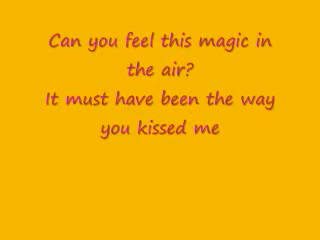 Can you feel this magic in
the air?
It must have been the way
you kissed me